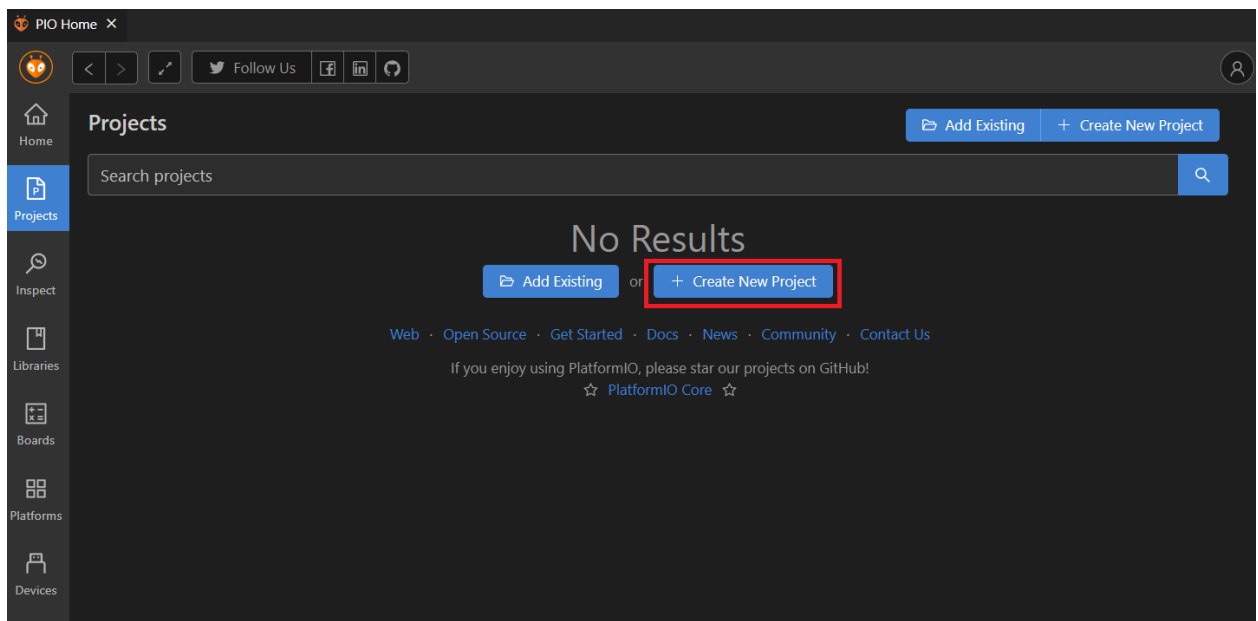 PIO Home
Follow Us
Home
Projects
Add Existing
Create New Project
Search projects
Projects
No Results
Inspect
Add Existing or Create New Project
Web · Open Source · Get Started · Docs · News · Community · Contact Us
Libraries
If you enjoy using PlatformIO, please star our projects on GitHub!
PlatformIO Core
Boards
Platforms
Devices